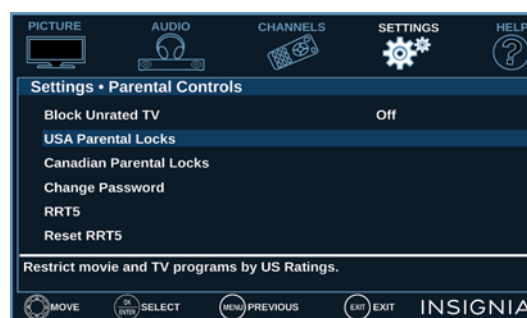 PICTURE AUDIO CHANNELS SETTINGS HELP
Settings • Parental Controls
Block Unrated TV Off
USA Parental Locks
Canadian Parental Locks
Change Password
RRT5
Reset RRT5
Restrict movie and TV programs by US Ratings.
MOVE OK ENTER SELECT MENU PREVIOUS EXIT EXIT INSIGNIA